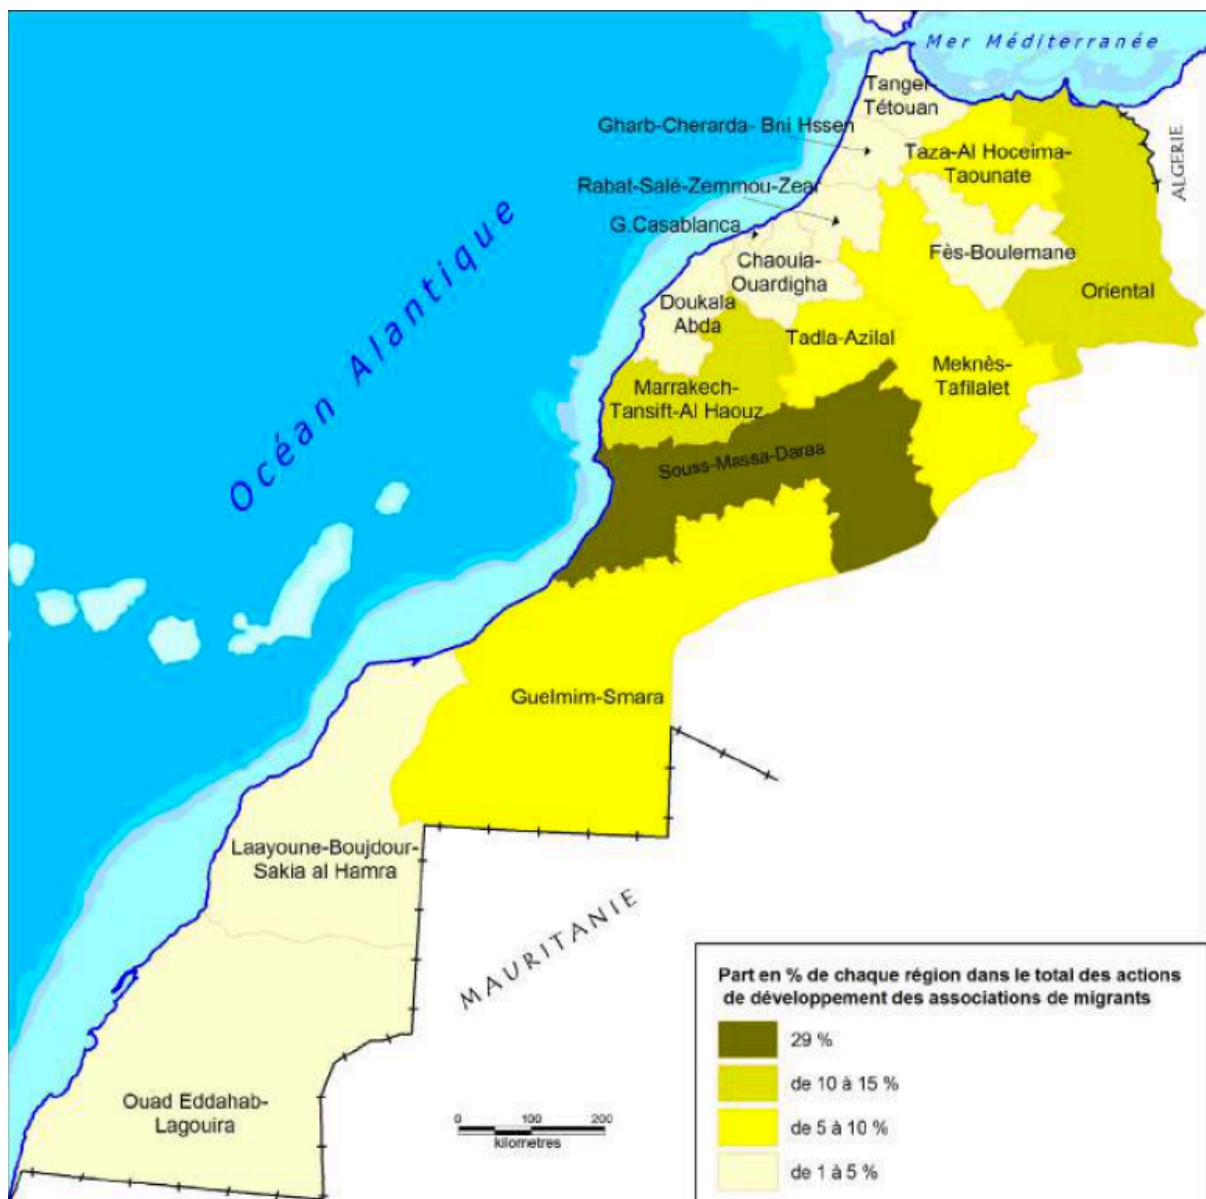 Mer Méditerranée
Tanger-
Tétouan
Gharb-Cherarda- Bni Hssen
Taza-Al Hoceima-
Taounate
ALGERIE
Rabat-Salé-Zemmou-Zear
G.Casablanca
Chaouia-
Ouardigha
Fès-Boulemane
Oriental
Doukala
Abda
Tadla-Azilal
Meknès-
Tafilalet
Marrakech-
Tansift-Al Haouz
Océan Alantique
Souss-Massa-Daraa
Guelmim-Smara
Laayoune-Boujdour-
Sakia al Hamra
MAURITANIE
Ouad Eddahab-
Lagouira
0 100 200
kilometres
Part en % de chaque région dans le total des actions
de développement des associations de migrants
29 %
de 10 à 15 %
de 5 à 10 %
de 1 à 5 %